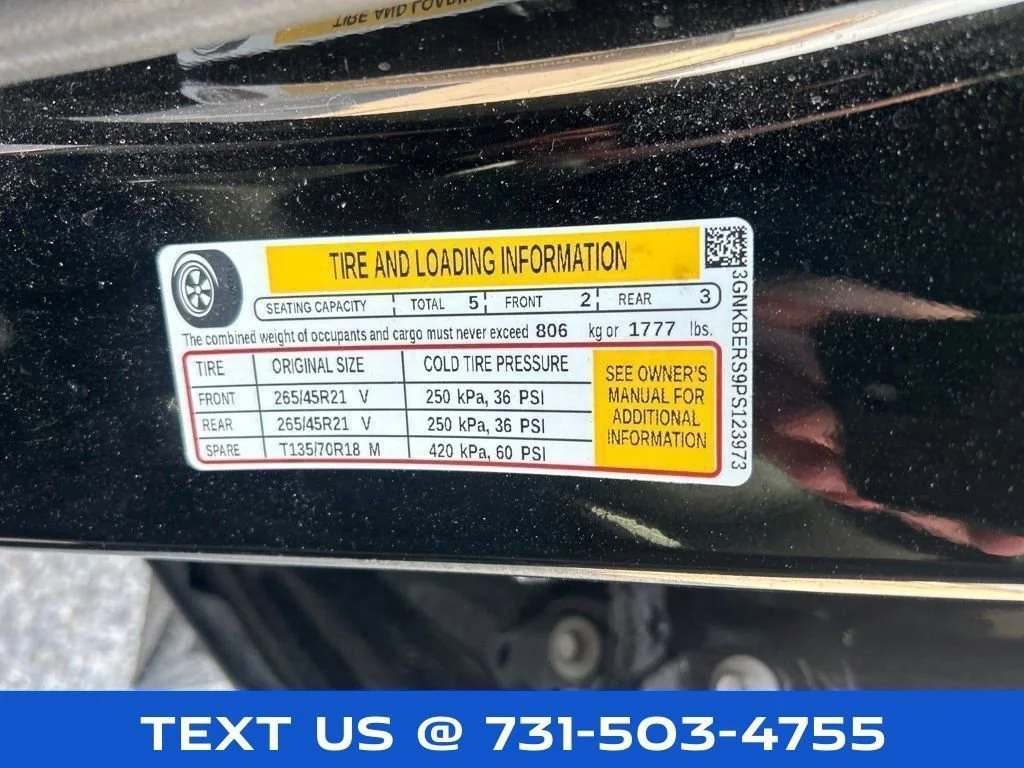 TIRE AND LOADING
TIRE AND LOADING INFORMATION
SEATING CAPACITY TOTAL 5 FRONT 2 REAR 3
The combined weight of occupants and cargo must never exceed 806 kg or 1777 lbs.
TIRE ORIGINAL SIZE COLD TIRE PRESSURE
FRONT 265/45R21 V 250 kPa, 36 PSI
REAR 265/45R21 V 250 kPa, 36 PSI
SPARE T135/70R18 M 420 kPa, 60 PSI
SEE OWNER'S
MANUAL FOR
ADDITIONAL
INFORMATION
3GNKBERS9PS123973
TEXT US @ 731-503-4755